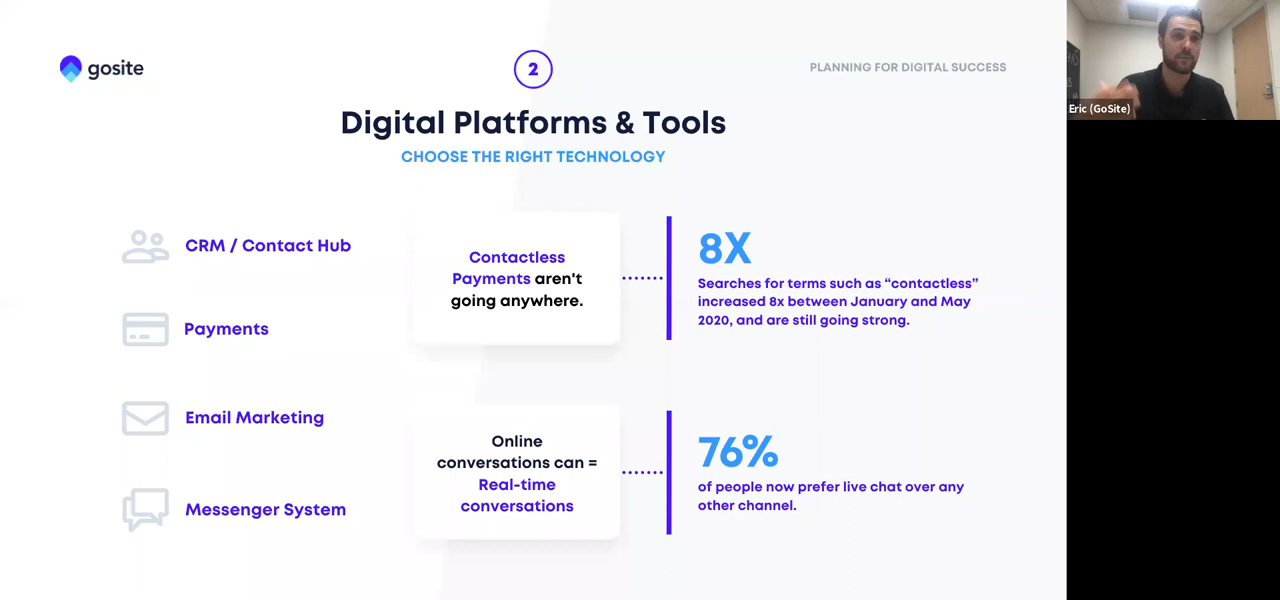 gosite
2
PLANNING FOR DIGITAL SUCCESS
Digital Platforms & Tools
CHOOSE THE RIGHT TECHNOLOGY
CRM / Contact Hub
Payments
Email Marketing
Messenger System
Contactless
Payments aren't
going anywhere.
8X
Searches for terms such as “contactless”
increased 8x between January and May
2020, and are still going strong.
Online
conversations can =
Real-time
conversations
76%
of people now prefer live chat over any
other channel.
Eric (GoSite)